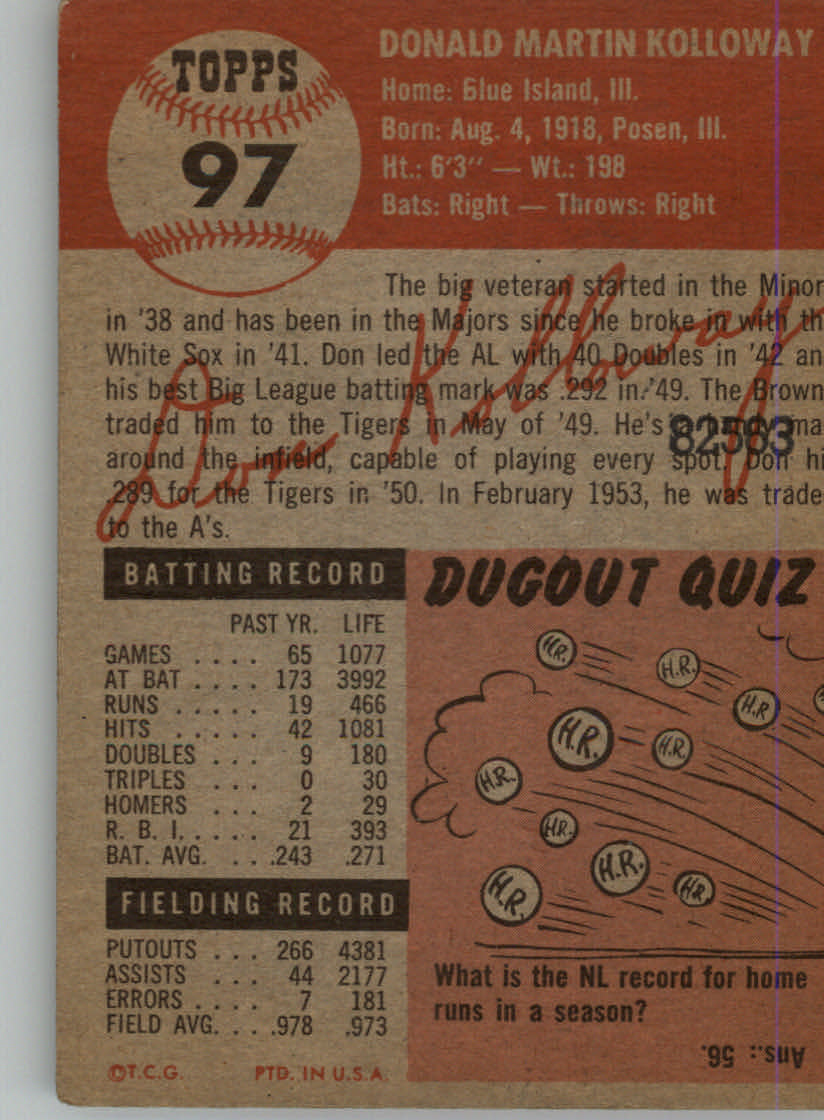 TOPPS
97
DONALD MARTIN KOLLOWAY
Home: Blue Island, Ill.
Born: Aug. 4, 1918, Posen, Ill.
Ht.: 6'3" — Wt.: 198
Bats: Right — Throws: Right
The big veteran started in the Minor
in '38 and has been in the Majors since he broke in with th
White Sox in '41. Don led the AL with 40 Doubles in '42 an
his best Big League batting mark was .292 in '49. The Brown
traded him to the Tigers in May of '49. He's a handy ma
around the infield, capable of playing every spot. Don hi
.289 for the Tigers in '50. In February 1953, he was trade
to the A's.
Don Kolloway
82563
BATTING RECORD
PAST YR. LIFE
GAMES .... 65 1077
AT BAT .... 173 3992
RUNS ..... 19 466
HITS ..... 42 1081
DOUBLES ... 9 180
TRIPLES ... 0 30
HOMERS ... 2 29
R. B. I. .... 21 393
BAT. AVG. ... .243 .271
FIELDING RECORD
PUTOUTS ... 266 4381
ASSISTS ... 44 2177
ERRORS .... 7 181
FIELD AVG. ... .978 .973
©T.C.G. PTD. IN U.S.A.
DUGOUT QUIZ
H.R.
H.R.
H.R.
H.R.
H.R.
H.R.
H.R.
H.R.
H.R.
H.R.
What is the NL record for home
runs in a season?
Ans.: 56.